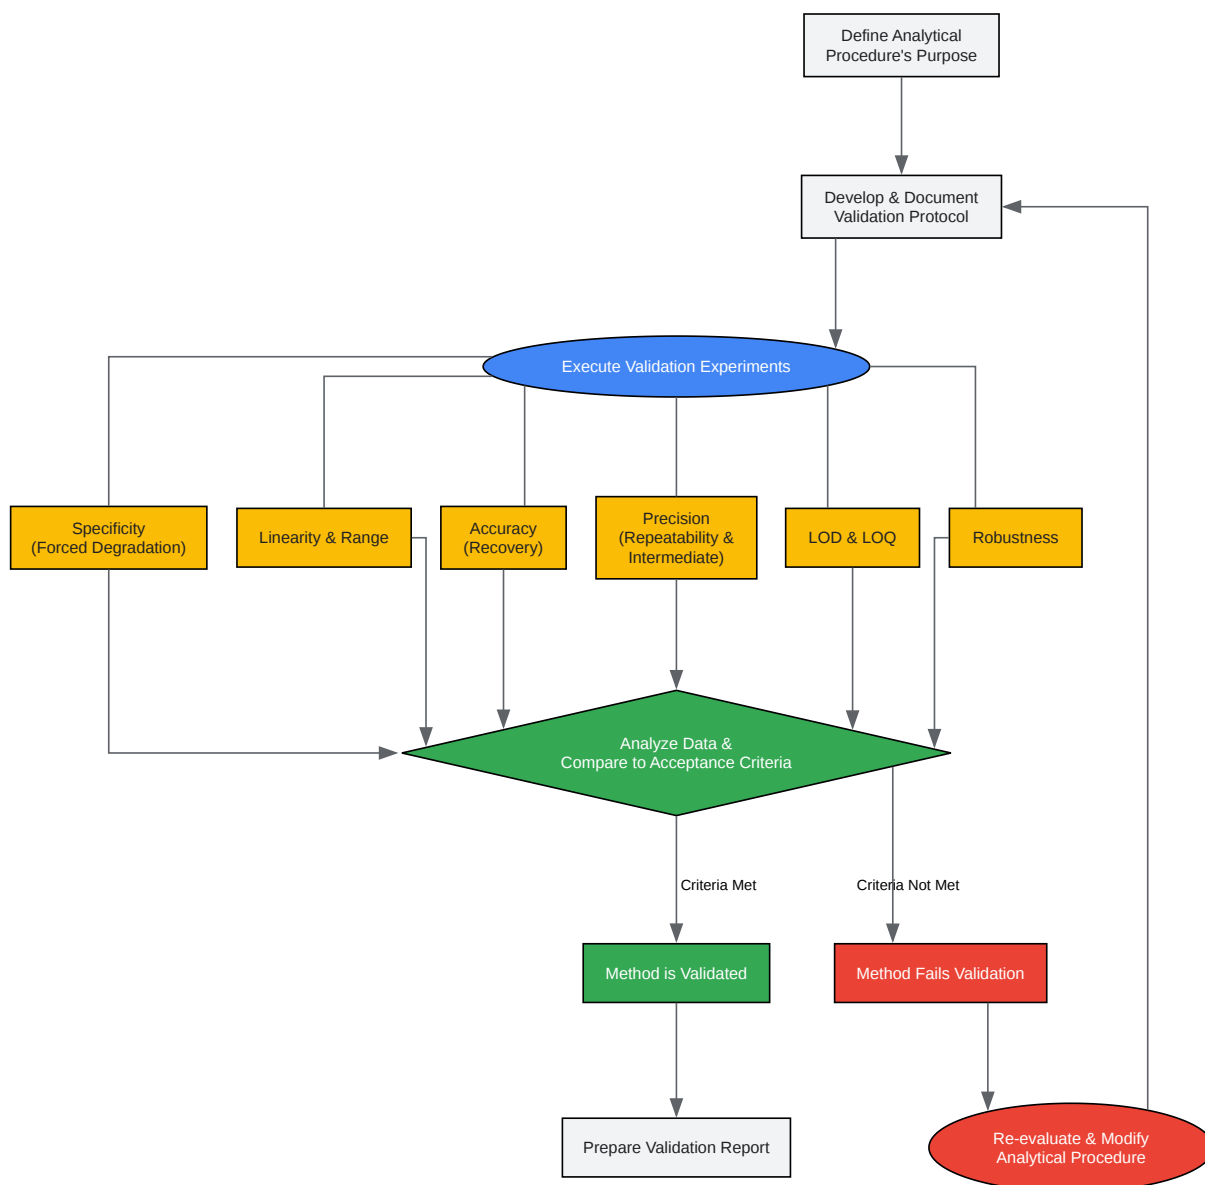 Define Analytical
Procedure's Purpose
Develop & Document
Validation Protocol
Execute Validation Experiments
Specificity
(Forced Degradation)
Linearity & Range
Accuracy
(Recovery)
Precision
(Repeatability &
Intermediate)
LOD & LOQ
Robustness
Analyze Data &
Compare to Acceptance Criteria
Criteria Met
Criteria Not Met
Method is Validated
Method Fails Validation
Prepare Validation Report
Re-evaluate & Modify
Analytical Procedure